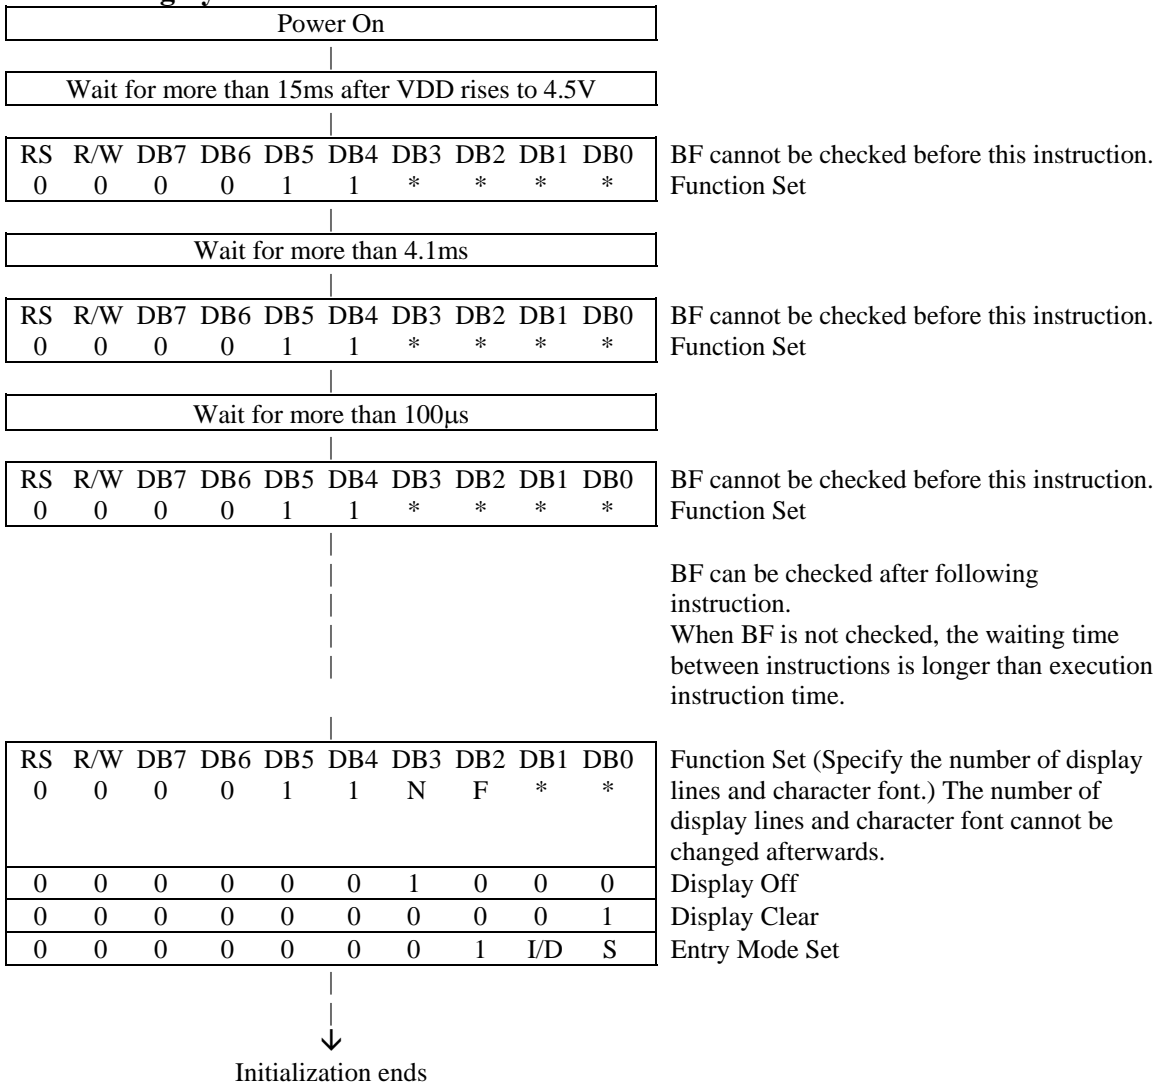 Power On
Wait for more than 15ms after VDD rises to 4.5V
RS R/W DB7 DB6 DB5 DB4 DB3 DB2 DB1 DB0 BF cannot be checked before this instruction.
0 0 0 0 1 1 * * * * Function Set
Wait for more than 4.1ms
RS R/W DB7 DB6 DB5 DB4 DB3 DB2 DB1 DB0 BF cannot be checked before this instruction.
0 0 0 0 1 1 * * * * Function Set
Wait for more than 100µs
RS R/W DB7 DB6 DB5 DB4 DB3 DB2 DB1 DB0 BF cannot be checked before this instruction.
0 0 0 0 1 1 * * * * Function Set
BF can be checked after following
instruction.
When BF is not checked, the waiting time
between instructions is longer than execution
instruction time.
RS R/W DB7 DB6 DB5 DB4 DB3 DB2 DB1 DB0 Function Set (Specify the number of display
0 0 0 0 1 1 N F * * lines and character font.) The number of
display lines and character font cannot be
changed afterwards.
0 0 0 0 0 0 1 0 0 0 Display Off
0 0 0 0 0 0 0 0 0 1 Display Clear
0 0 0 0 0 0 0 1 I/D S Entry Mode Set
Initialization ends